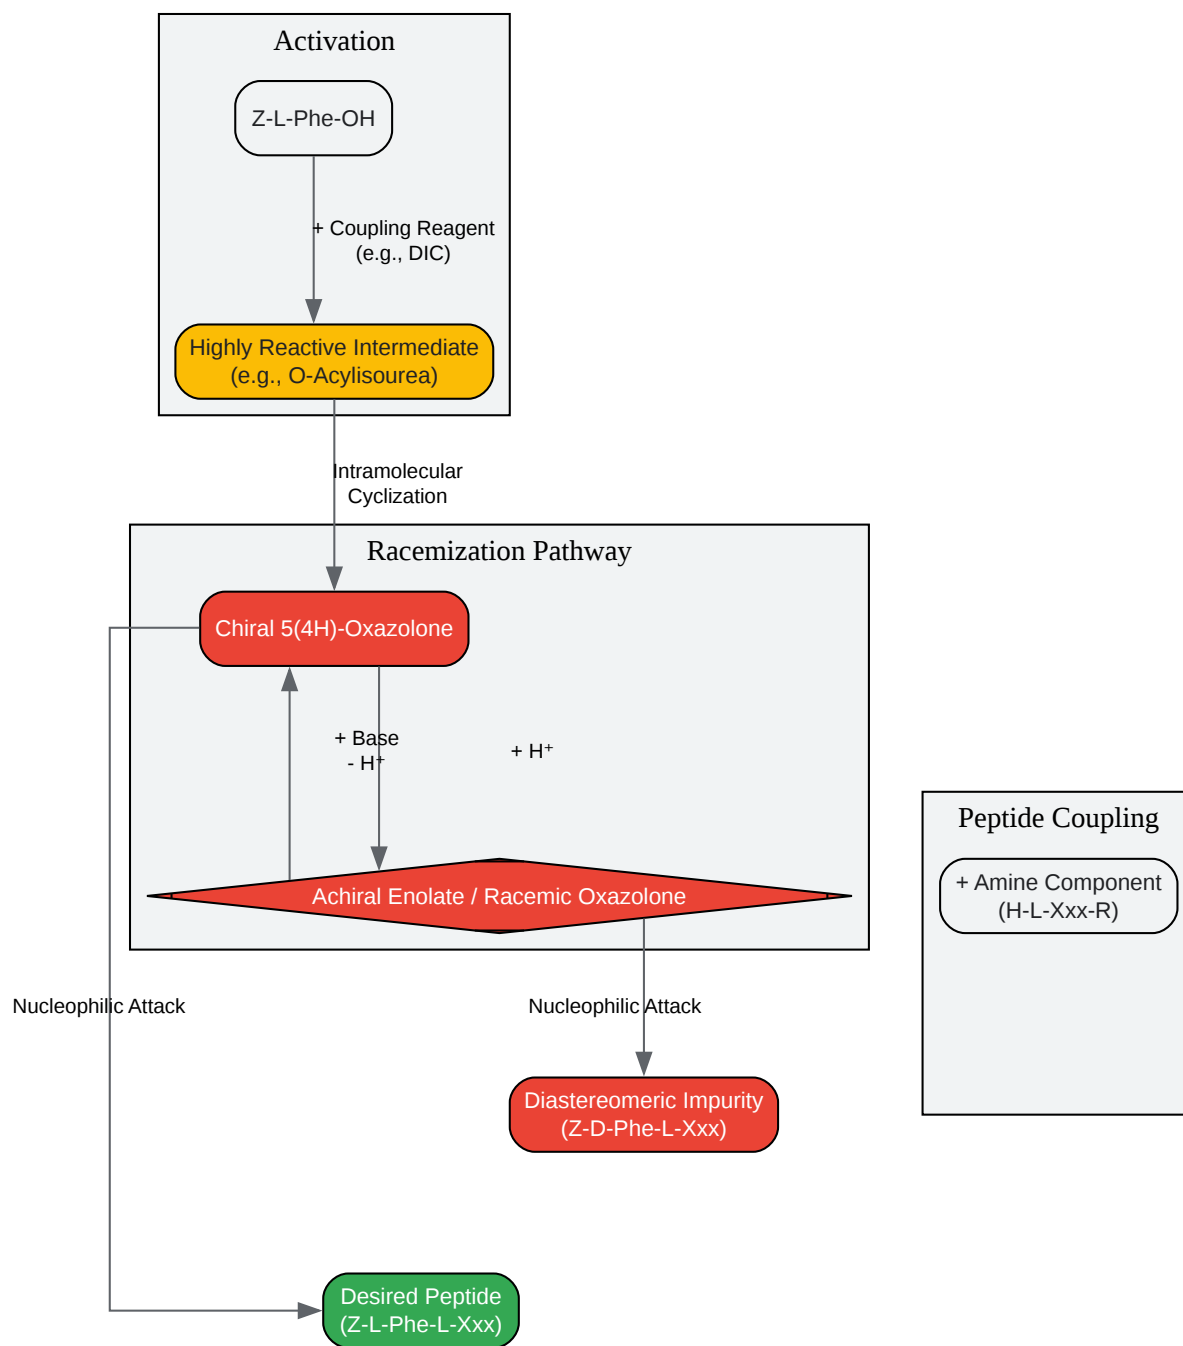 Activation
Z-L-Phe-OH
+ Coupling Reagent
(e.g., DIC)
Highly Reactive Intermediate
(e.g., O-Acylisourea)
Intramolecular
Cyclization
Racemization Pathway
Chiral 5(4H)-Oxazolone
+ Base
- H⁺
+ H⁺
Achiral Enolate / Racemic Oxazolone
Peptide Coupling
+ Amine Component
(H-L-Xxx-R)
Nucleophilic Attack
Nucleophilic Attack
Diastereomeric Impurity
(Z-D-Phe-L-Xxx)
Desired Peptide
(Z-L-Phe-L-Xxx)